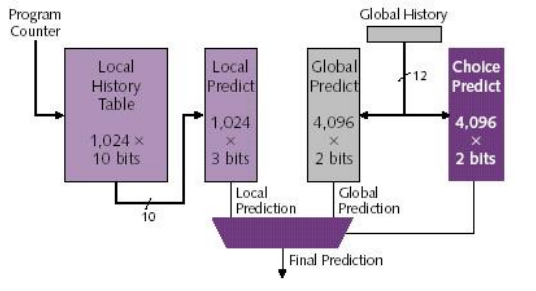 Program
Counter
Global History
Local
History
Table
1,024 ×
10 bits
10
Local
Predict
1,024
×
3 bits
Global
Predict
4,096
×
2 bits
12
Choice
Predict
4,096
×
2 bits
Local
Prediction
Global
Prediction
Final Prediction